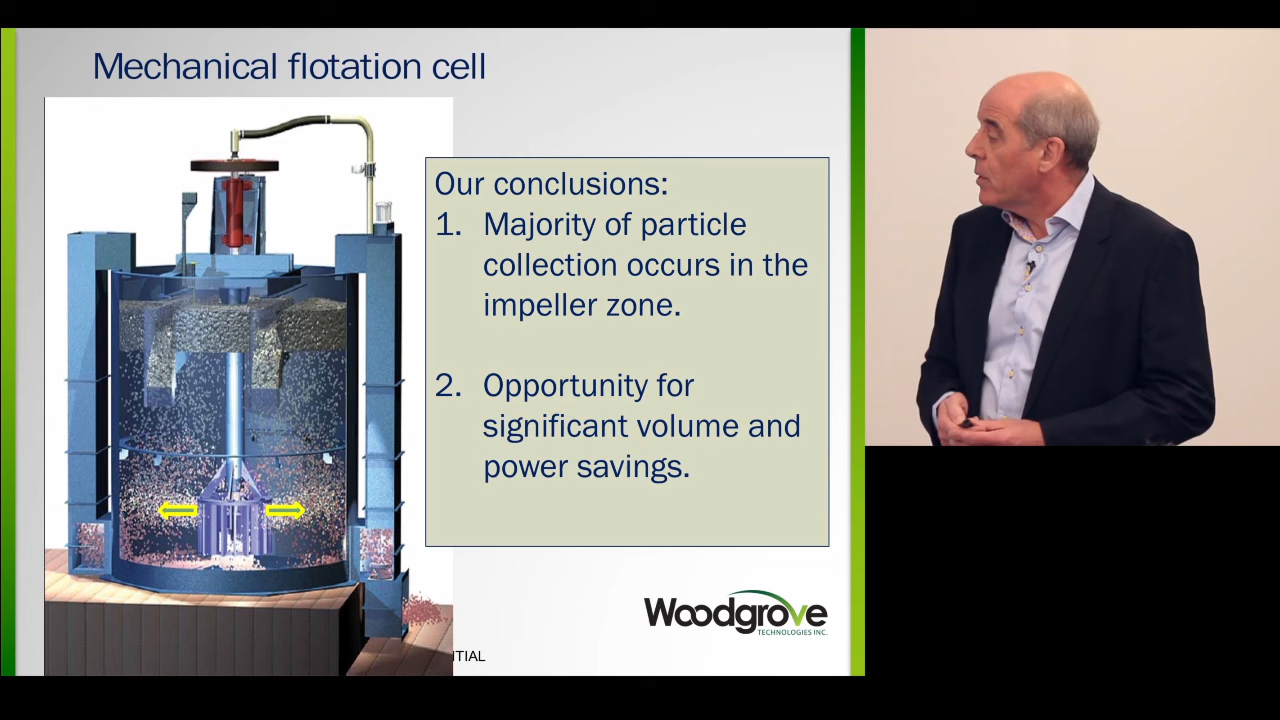 Mechanical flotation cell
Our conclusions:
1. Majority of particle
collection occurs in the
impeller zone.
2. Opportunity for
significant volume and
power savings.
Woodgrove
TECHNOLOGIES INC.
NTIAL